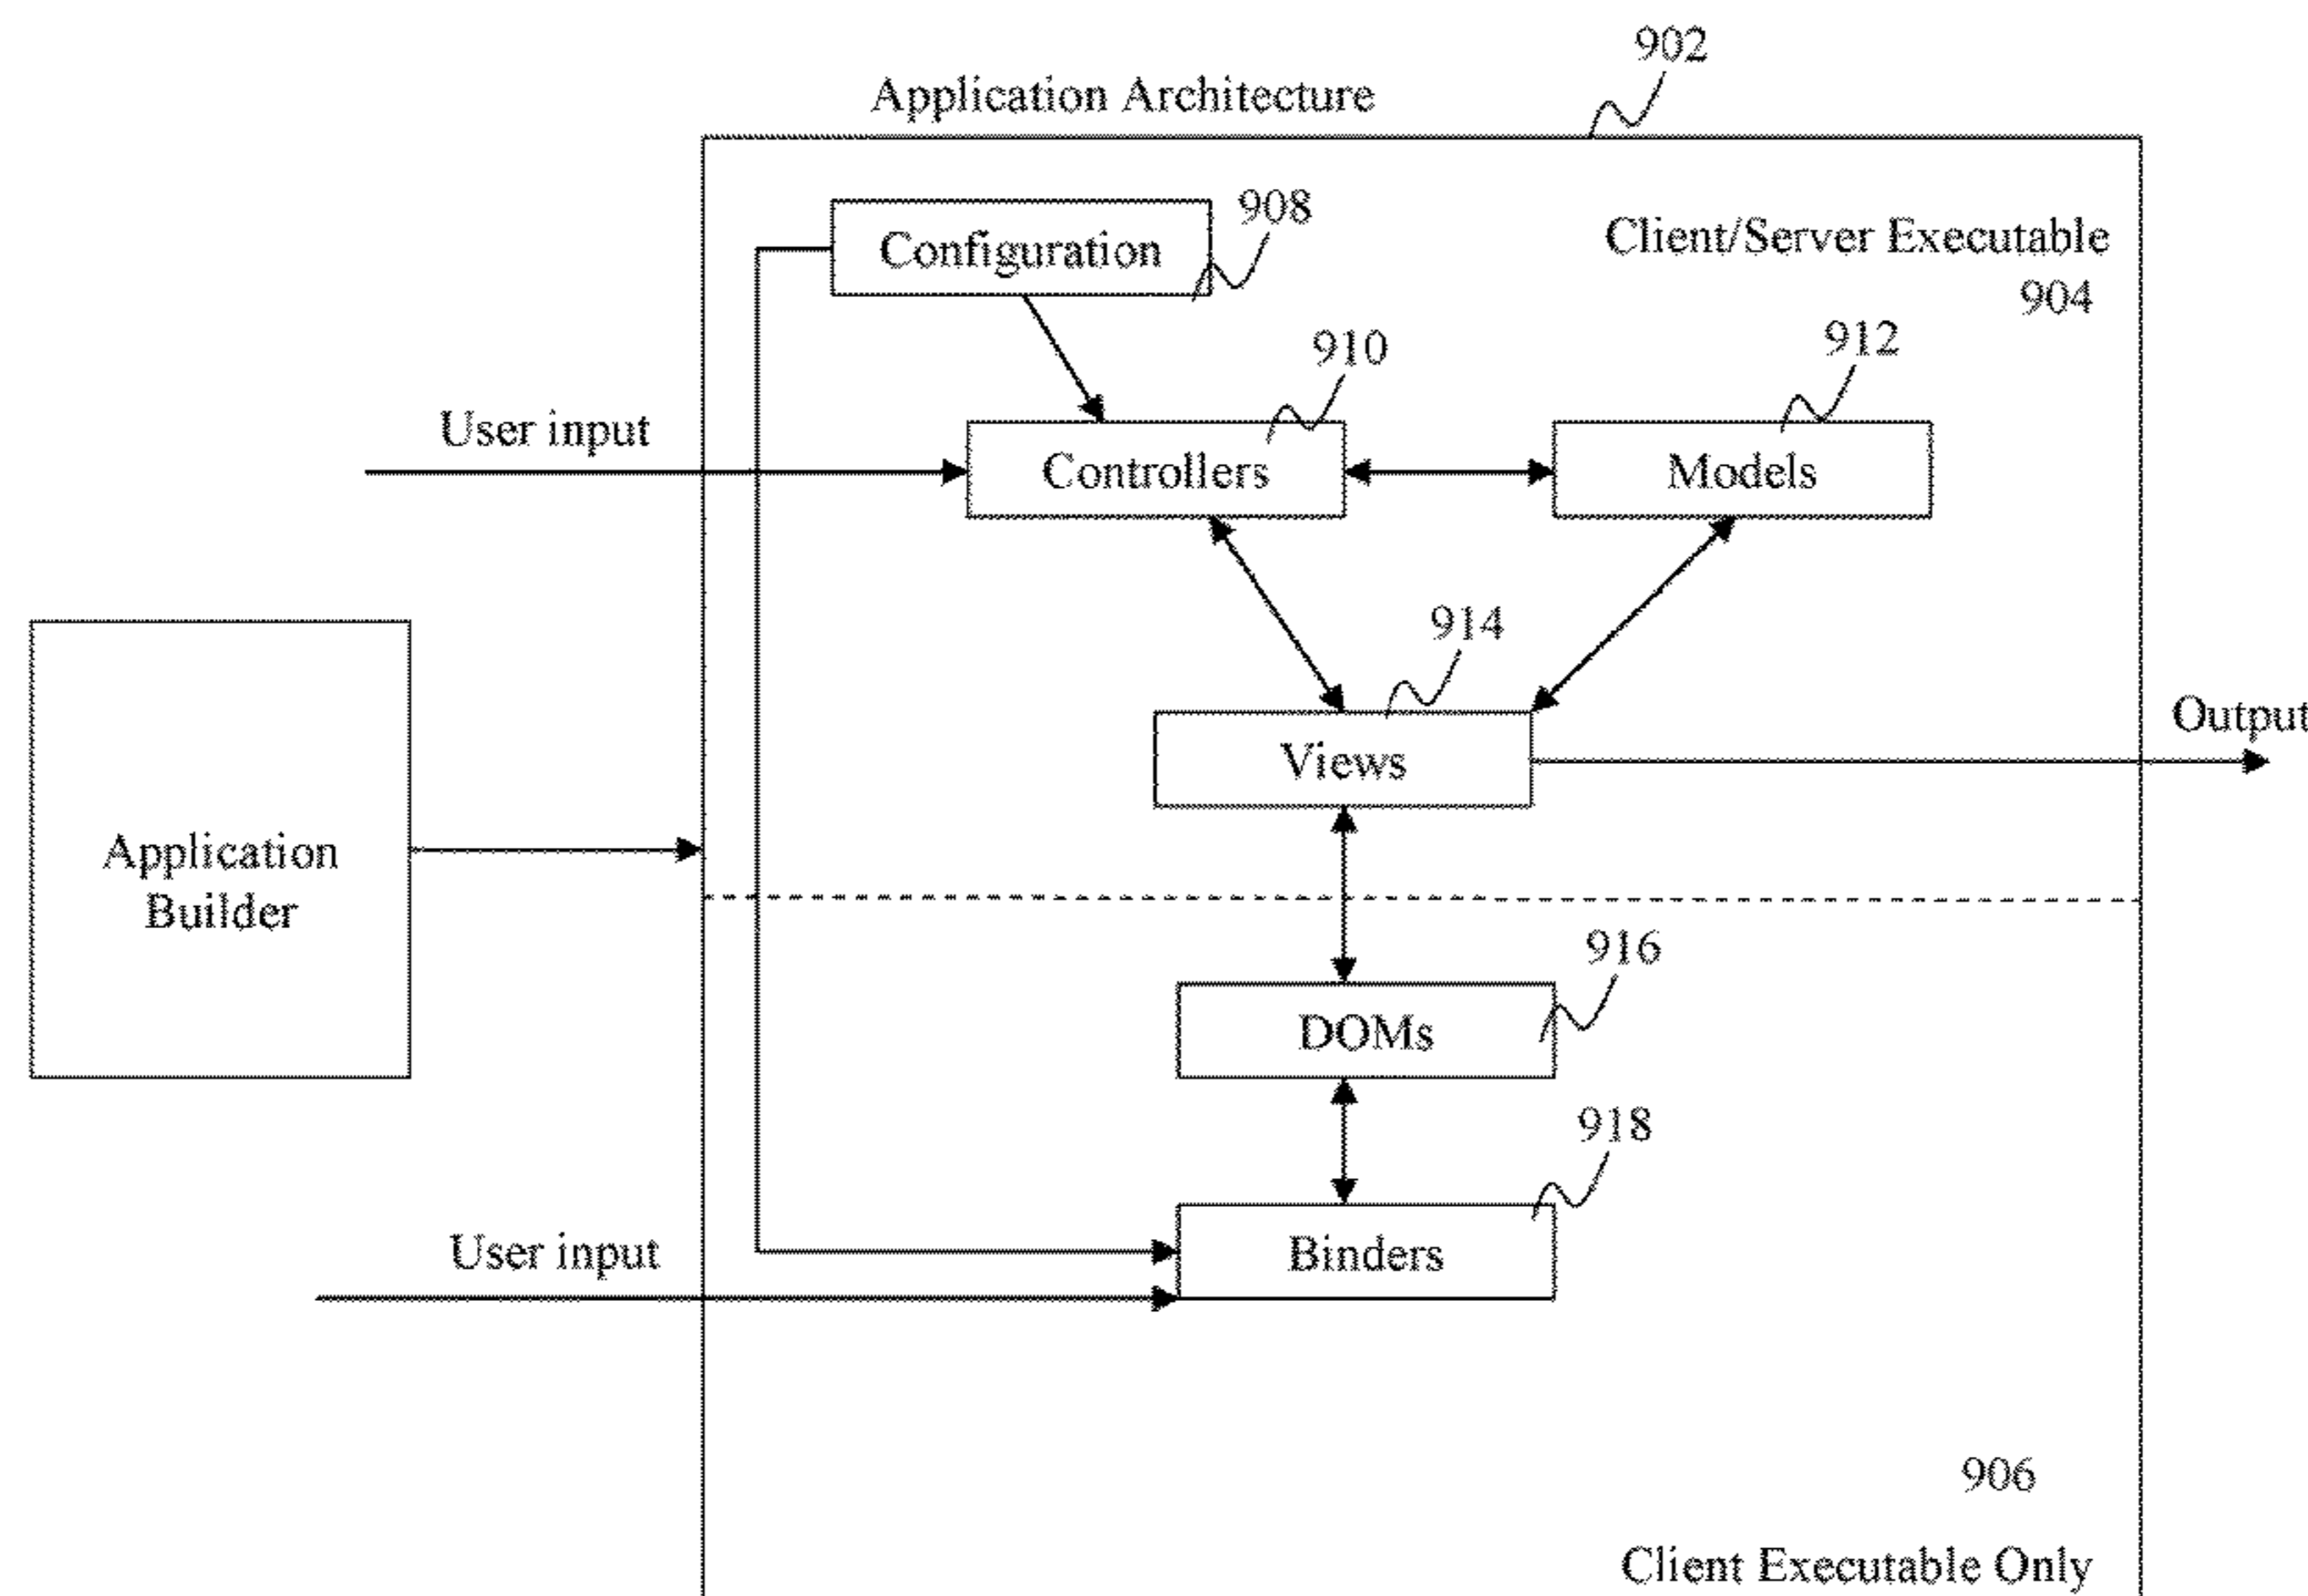 902
Application Architecture
Configuration
908
Client/Server Executable
904
910
912
User input
Controllers
Models
914
Output
Views
Application
Builder
916
DOMs
918
User input
Binders
906
Client Executable Only